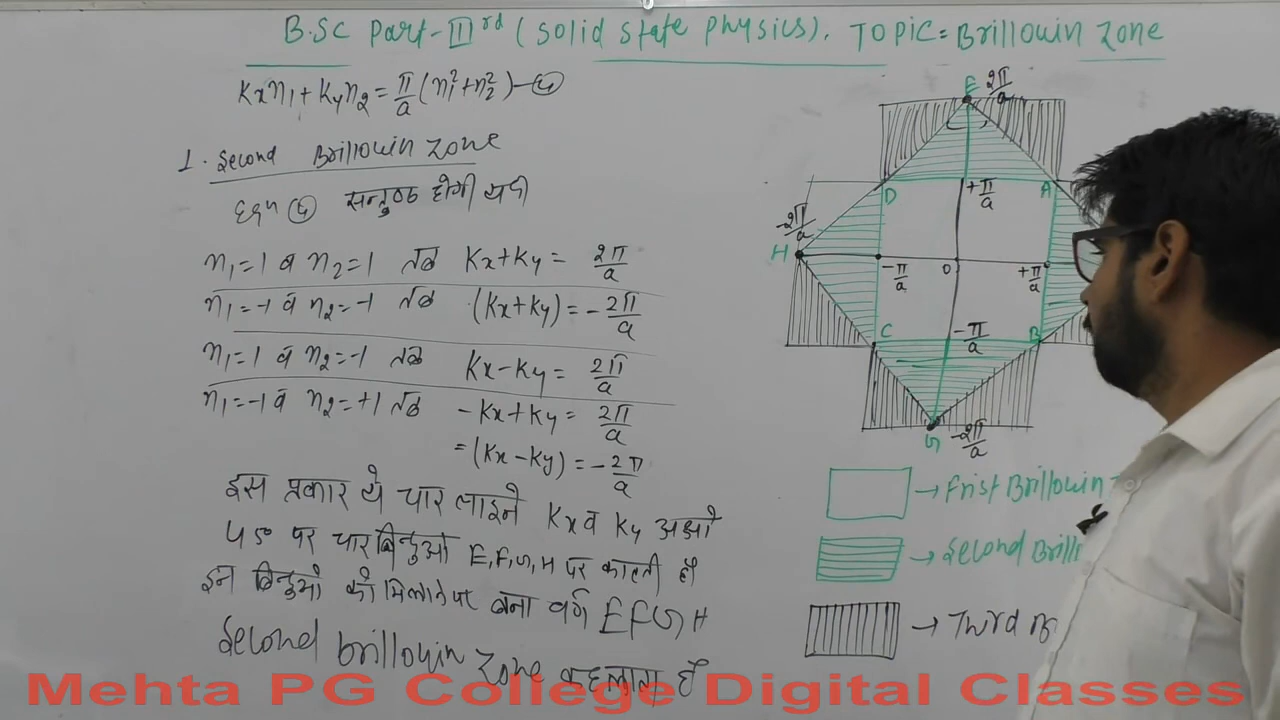 B.SC Part-III rd (Solid State Physics). TOPIC = Brillouin Zone
Kxn₁ + Kyn₂ = π/a (n₁² + n₂²) — ⑥
1. Second Brillouin Zone
Eqn ⑥ सन्तुष्ठ होगी यदी
n₁=1 व n₂=1 तब Kx+Ky = 2π/a
n₁=-1 व n₂=-1 तब (Kx+Ky) = -2π/a
n₁=1 व n₂=-1 तब Kx-Ky = 2π/a
n₁=-1 व n₂=+1 तब -Kx+Ky = 2π/a
= (Kx-Ky) = -2π/a
इस प्रकार ये चार लाइने Kx व Ky अक्षो
45° पर चार बिन्दुओ E,F,G,H पर काटती है
इन बिन्दुओ को मिलाने पर बना वर्ग EFGH
Second brillouin Zone कहलाता है
E 2π/a
D +π/a A
-2π/a
H -π/a O +π/a
C -π/a B
G -2π/a
→ Frist Brillouin
→ Second Brill
→ Third B
Mehta PG College Digital Classes